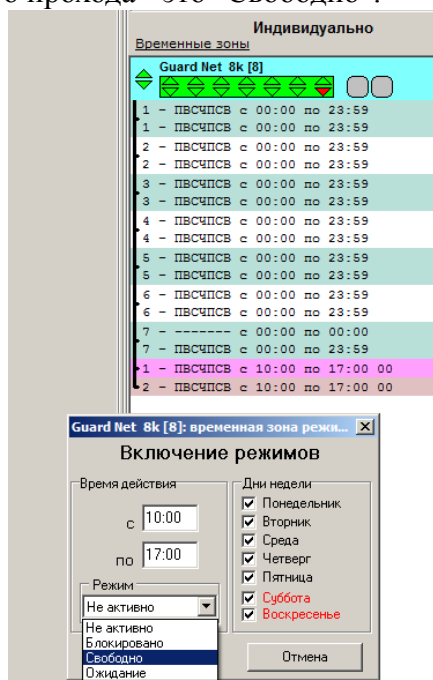 прохода "это "Свободно".
Индивидуально
Временные зоны
Guard Net 8k [8]
1 - ПВСЧПСВ с 00:00 по 23:59
1 - ПВСЧПСВ с 00:00 по 23:59
2 - ПВСЧПСВ с 00:00 по 23:59
2 - ПВСЧПСВ с 00:00 по 23:59
3 - ПВСЧПСВ с 00:00 по 23:59
3 - ПВСЧПСВ с 00:00 по 23:59
4 - ПВСЧПСВ с 00:00 по 23:59
4 - ПВСЧПСВ с 00:00 по 23:59
5 - ПВСЧПСВ с 00:00 по 23:59
5 - ПВСЧПСВ с 00:00 по 23:59
6 - ПВСЧПСВ с 00:00 по 23:59
6 - ПВСЧПСВ с 00:00 по 23:59
7 - ------- с 00:00 по 00:00
7 - ПВСЧПСВ с 00:00 по 23:59
1 - ПВСЧПСВ с 10:00 по 17:00 00
2 - ПВСЧПСВ с 10:00 по 17:00 00
Guard Net 8k [8]: временная зона режи...
Включение режимов
Время действия
с 10:00
по 17:00
Режим
Не активно
Не активно
Блокировано
Свободно
Ожидание
Дни недели
Понедельник
Вторник
Среда
Четверг
Пятница
Суббота
Воскресенье
Отмена